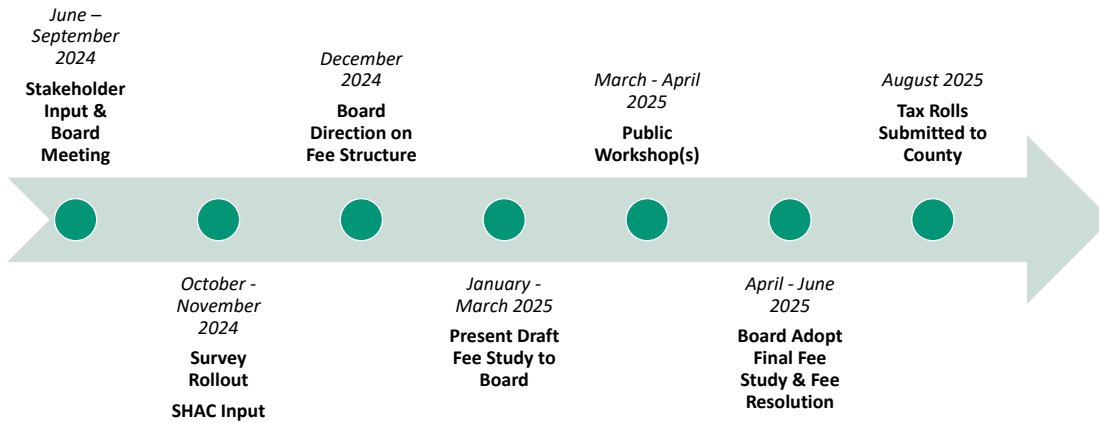 June –
September
2024
Stakeholder
Input &
Board
Meeting
October -
November
2024
Survey
Rollout
SHAC Input
December
2024
Board
Direction on
Fee Structure
January -
March 2025
Present Draft
Fee Study to
Board
March - April
2025
Public
Workshop(s)
April - June
2025
Board Adopt
Final Fee
Study & Fee
Resolution
August 2025
Tax Rolls
Submitted to
County